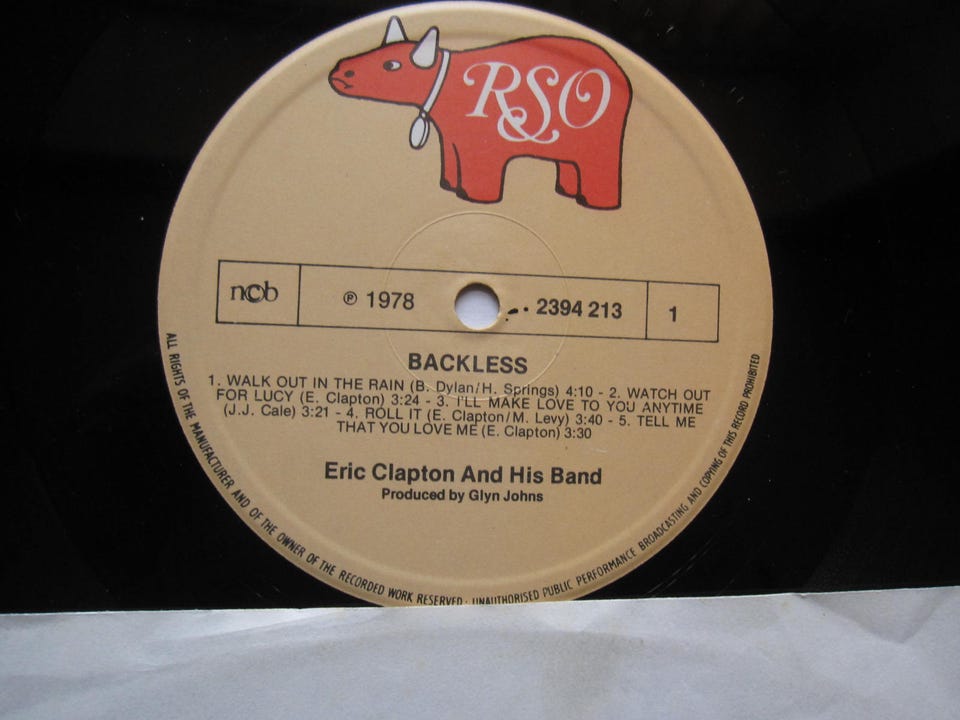 RSO
ncb
℗ 1978
2394 213
1
BACKLESS
1. WALK OUT IN THE RAIN (B. Dylan/H. Springs) 4:10 - 2. WATCH OUT
FOR LUCY (E. Clapton) 3:24 - 3. I'LL MAKE LOVE TO YOU ANYTIME
(J.J. Cale) 3:21 - 4. ROLL IT (E. Clapton/M. Levy) 3:40 - 5. TELL ME
THAT YOU LOVE ME (E. Clapton) 3:30
Eric Clapton And His Band
Produced by Glyn Johns
ALL RIGHTS OF THE MANUFACTURER AND OF THE OWNER OF THE RECORDED WORK RESERVED · UNAUTHORISED PUBLIC PERFORMANCE BROADCASTING AND COPYING OF THIS RECORD PROHIBITED